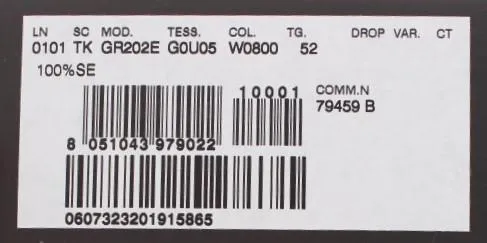 LN SC MOD. TESS. COL. TG. DROP VAR. CT
0101 TK GR202E G0U05 W0800 52
100%SE
10001 COMM.N
79459 B
8 051043 979022
0607323201915865